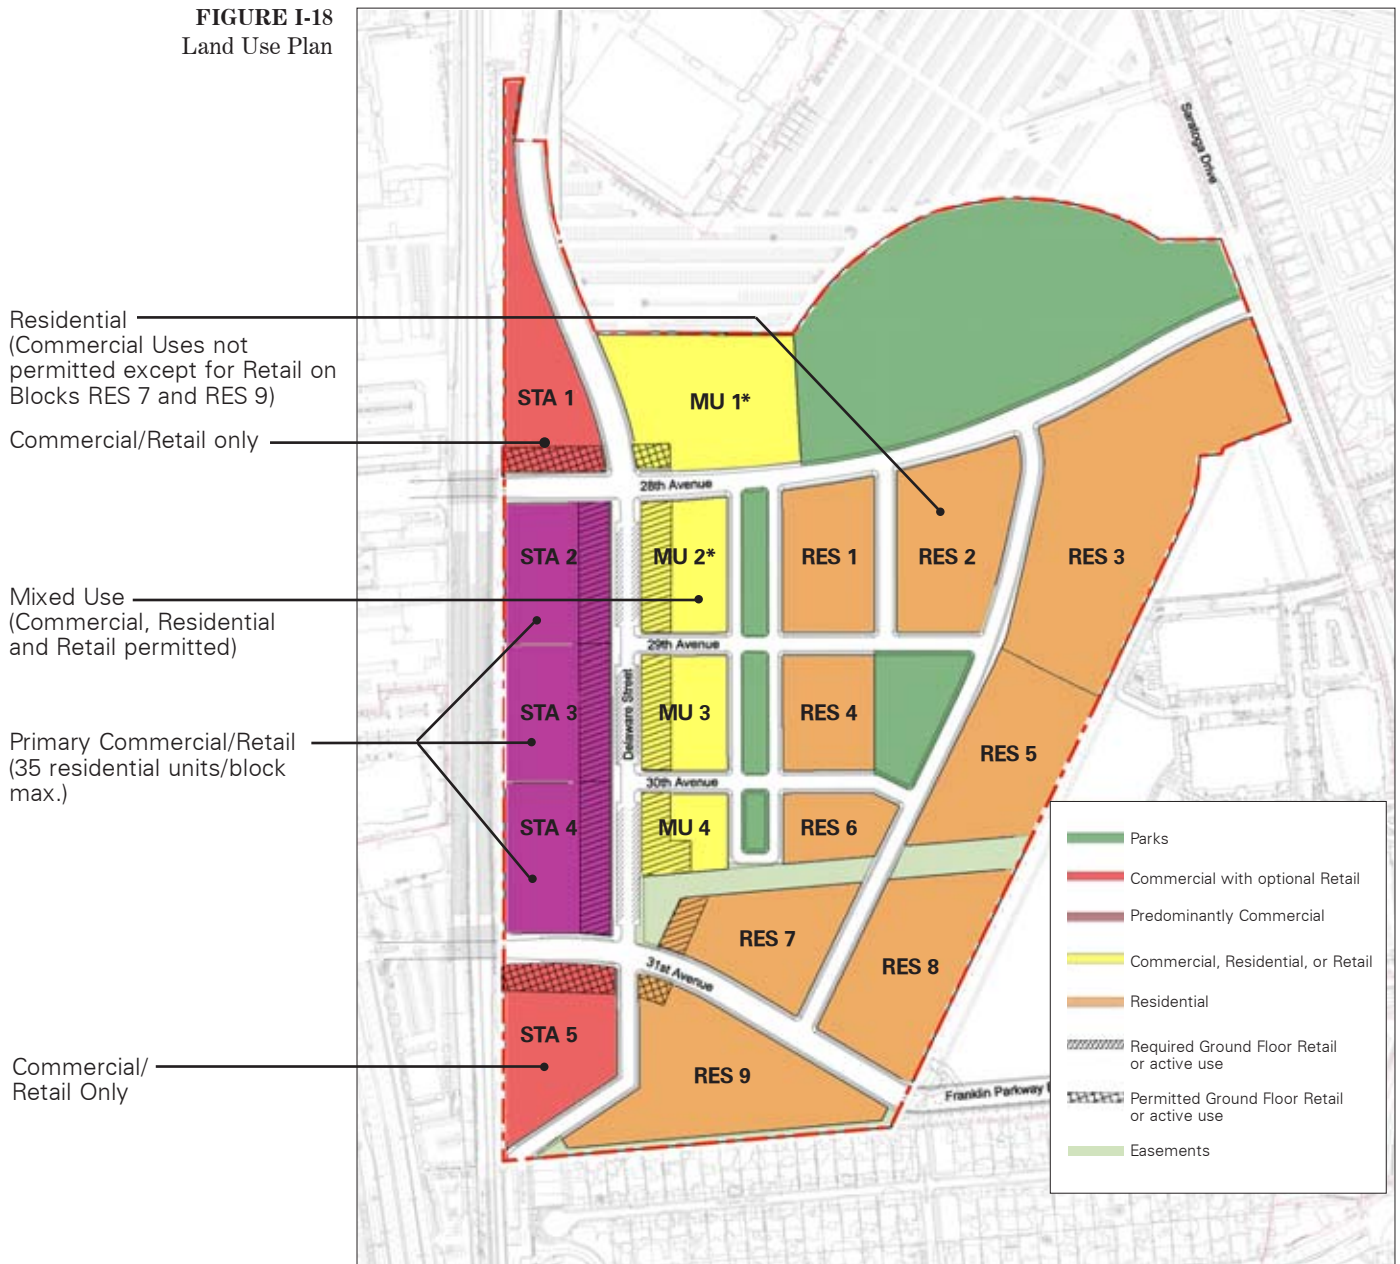 FIGURE I-18
Land Use Plan
Saratoga Drive
Residential
(Commercial Uses not
permitted except for Retail on
Blocks RES 7 and RES 9)
Commercial/Retail only
Mixed Use
(Commercial, Residential
and Retail permitted)
Primary Commercial/Retail
(35 residential units/block
max.)
Commercial/
Retail Only
STA 1
MU 1*
28th Avenue
STA 2
MU 2*
RES 1
RES 2
RES 3
29th Avenue
Delaware Street
STA 3
MU 3
RES 4
RES 5
30th Avenue
STA 4
MU 4
RES 6
RES 7
RES 8
31st Avenue
STA 5
RES 9
Franklin Parkway
Parks
Commercial with optional Retail
Predominantly Commercial
Commercial, Residential, or Retail
Residential
Required Ground Floor Retail
or active use
Permitted Ground Floor Retail
or active use
Easements